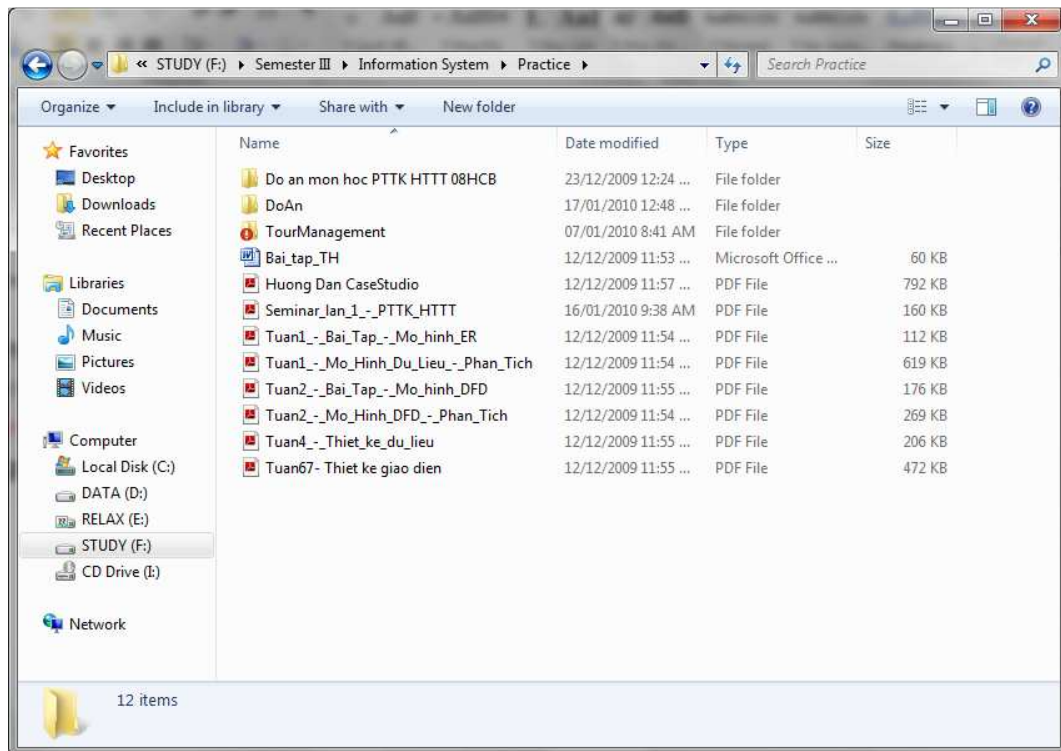 « STUDY (F:) ▸ Semester III ▸ Information System ▸ Practice ▸
Search Practice
Organize Include in library Share with New folder
Favorites
Desktop
Downloads
Recent Places
Libraries
Documents
Music
Pictures
Videos
Computer
Local Disk (C:)
DATA (D:)
RELAX (E:)
STUDY (F:)
CD Drive (I:)
Network
Name Date modified Type Size
Do an mon hoc PTTK HTTT 08HCB 23/12/2009 12:24 ... File folder
DoAn 17/01/2010 12:48 ... File folder
TourManagement 07/01/2010 8:41 AM File folder
Bai_tap_TH 12/12/2009 11:53 ... Microsoft Office ... 60 KB
Huong Dan CaseStudio 12/12/2009 11:57 ... PDF File 792 KB
Seminar_lan_1_-_PTTK_HTTT 16/01/2010 9:38 AM PDF File 160 KB
Tuan1_-_Bai_Tap_-_Mo_hinh_ER 12/12/2009 11:54 ... PDF File 112 KB
Tuan1_-_Mo_Hinh_Du_Lieu_-_Phan_Tich 12/12/2009 11:54 ... PDF File 619 KB
Tuan2_-_Bai_Tap_-_Mo_hinh_DFD 12/12/2009 11:55 ... PDF File 176 KB
Tuan2_-_Mo_Hinh_DFD_-_Phan_Tich 12/12/2009 11:54 ... PDF File 269 KB
Tuan4_-_Thiet_ke_du_lieu 12/12/2009 11:55 ... PDF File 206 KB
Tuan67- Thiet ke giao dien 12/12/2009 11:55 ... PDF File 472 KB
12 items